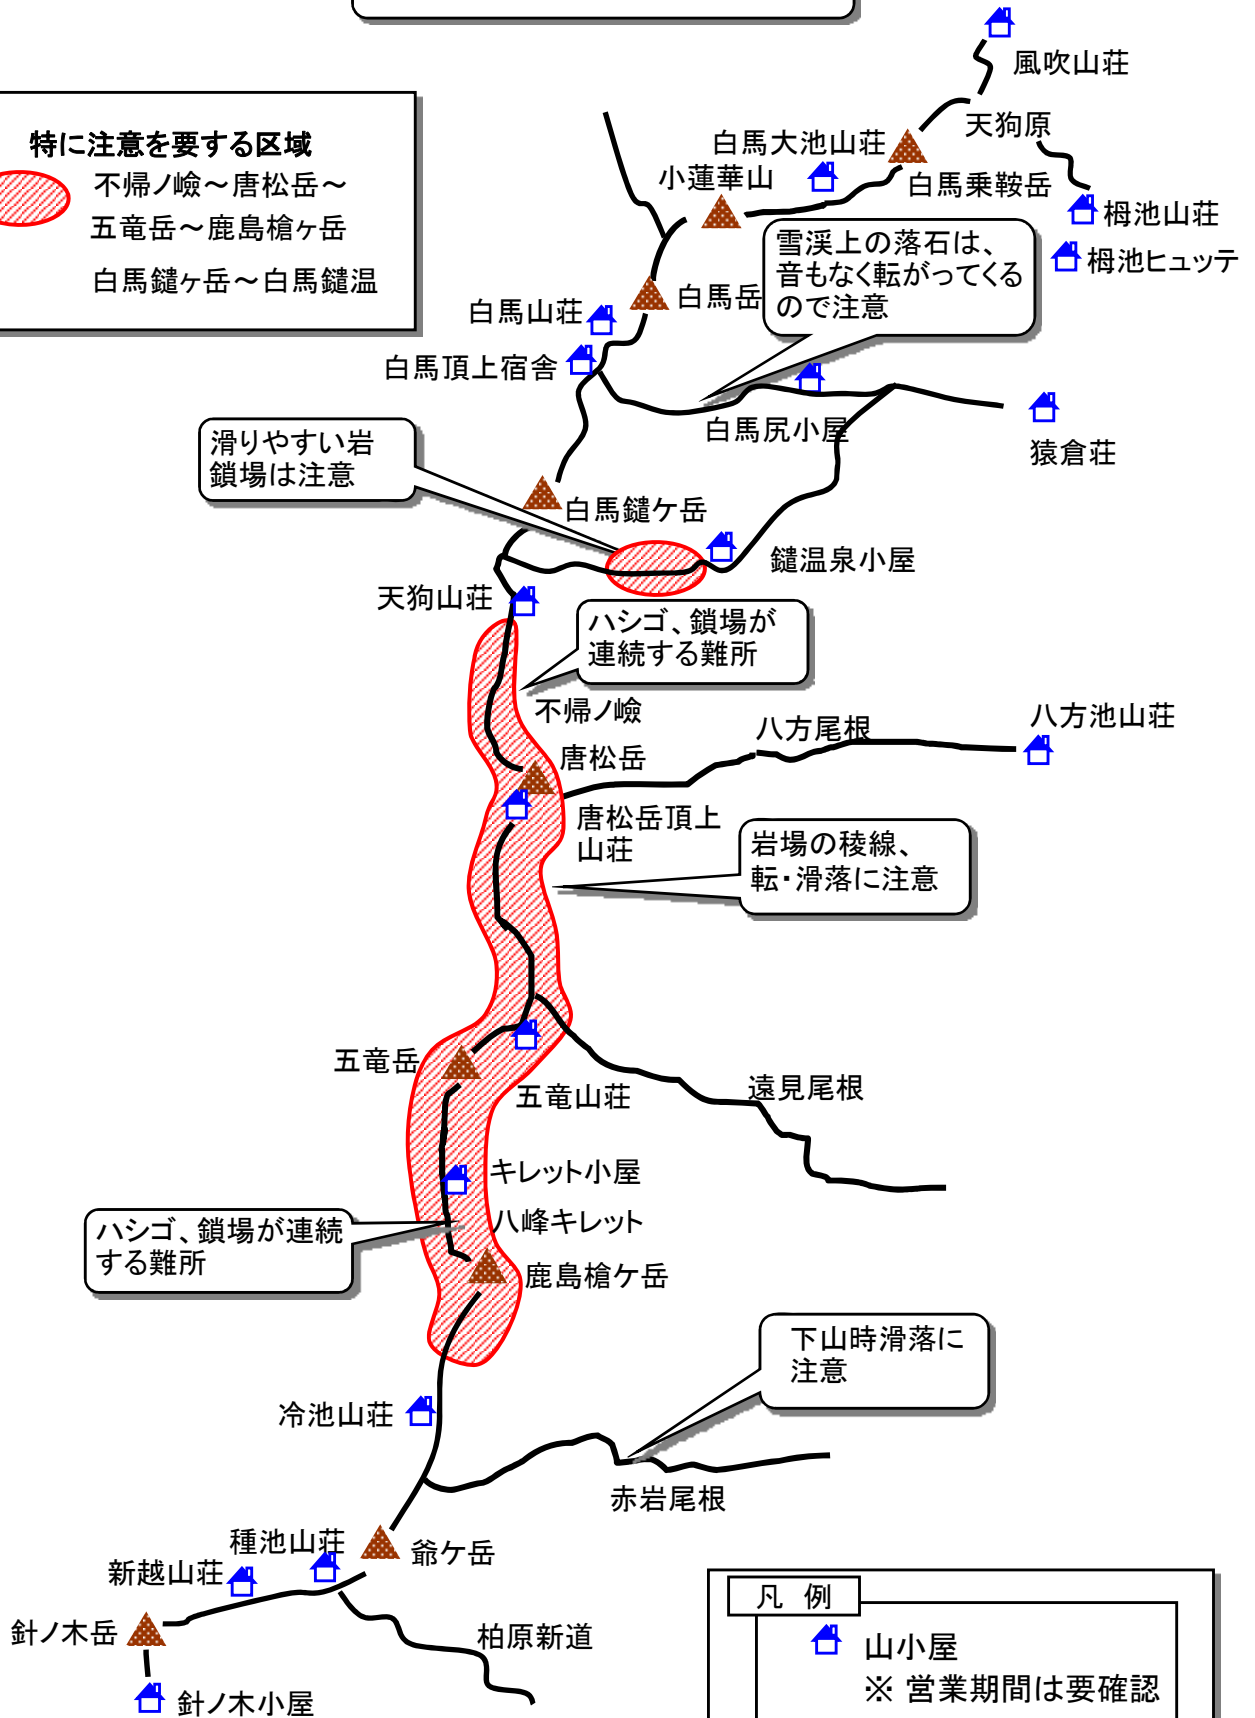 風吹山荘
特に注意を要する区域
不帰ノ嶮～唐松岳～
五竜岳～鹿島槍ヶ岳
白馬鑓ヶ岳～白馬鑓温
天狗原
白馬大池山荘
小蓮華山
白馬乗鞍岳
栂池山荘
栂池ヒュッテ
雪渓上の落石は、
音もなく転がってくる
ので注意
白馬岳
白馬山荘
白馬頂上宿舎
白馬尻小屋
猿倉荘
滑りやすい岩
鎖場は注意
白馬鑓ケ岳
鑓温泉小屋
天狗山荘
ハシゴ、鎖場が
連続する難所
不帰ノ嶮
八方尾根
八方池山荘
唐松岳
唐松岳頂上
山荘
岩場の稜線、
転・滑落に注意
五竜岳
五竜山荘
遠見尾根
キレット小屋
八峰キレット
ハシゴ、鎖場が連続
する難所
鹿島槍ケ岳
下山時滑落に
注意
冷池山荘
赤岩尾根
種池山荘
爺ケ岳
新越山荘
針ノ木岳
柏原新道
針ノ木小屋
凡 例
山小屋
※ 営業期間は要確認